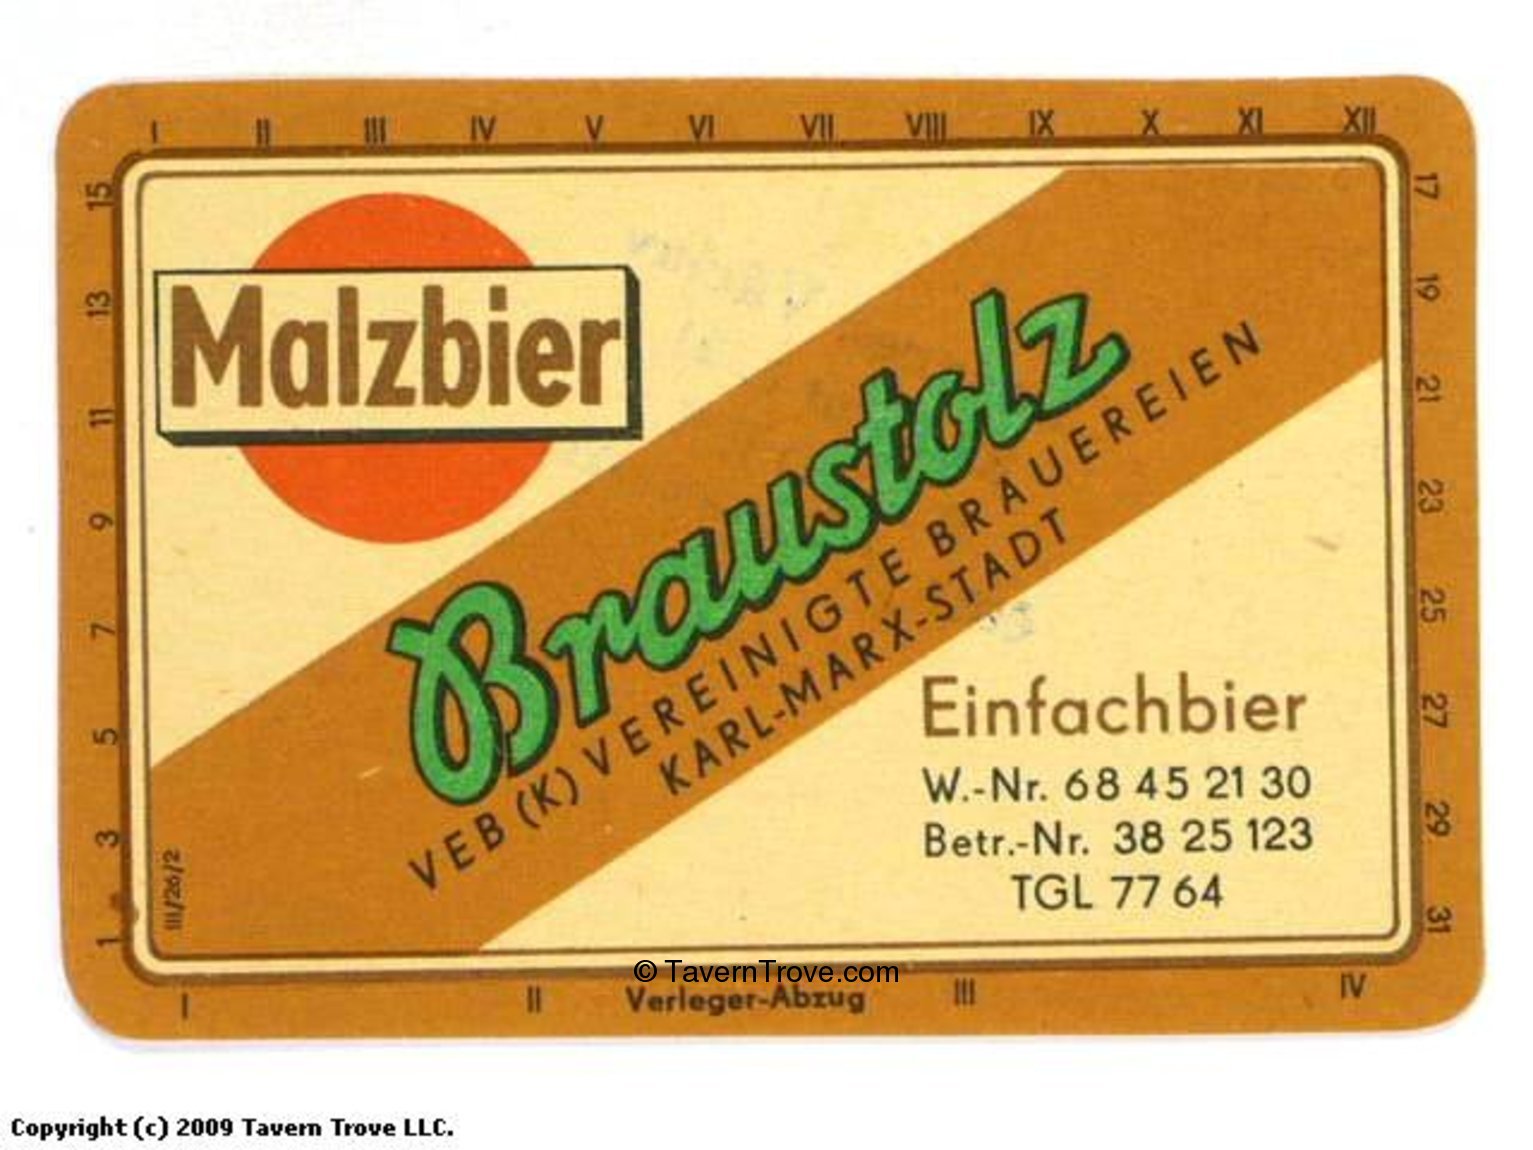 I II III IV V VI VII VIII IX X XI XII
15
13
11
9
7
5
3
1
17
19
21
23
25
27
29
31
Malzbier
Braustolz
VEB (K) VEREINIGTE BRAUEREIEN
KARL-MARX-STADT
Einfachbier
W.-Nr. 68 45 21 30
Betr.-Nr. 38 25 123
TGL 77 64
III/26/2
© TavernTrove.com
I II Verleger-Abzug III IV
Copyright (c) 2009 Tavern Trove LLC.